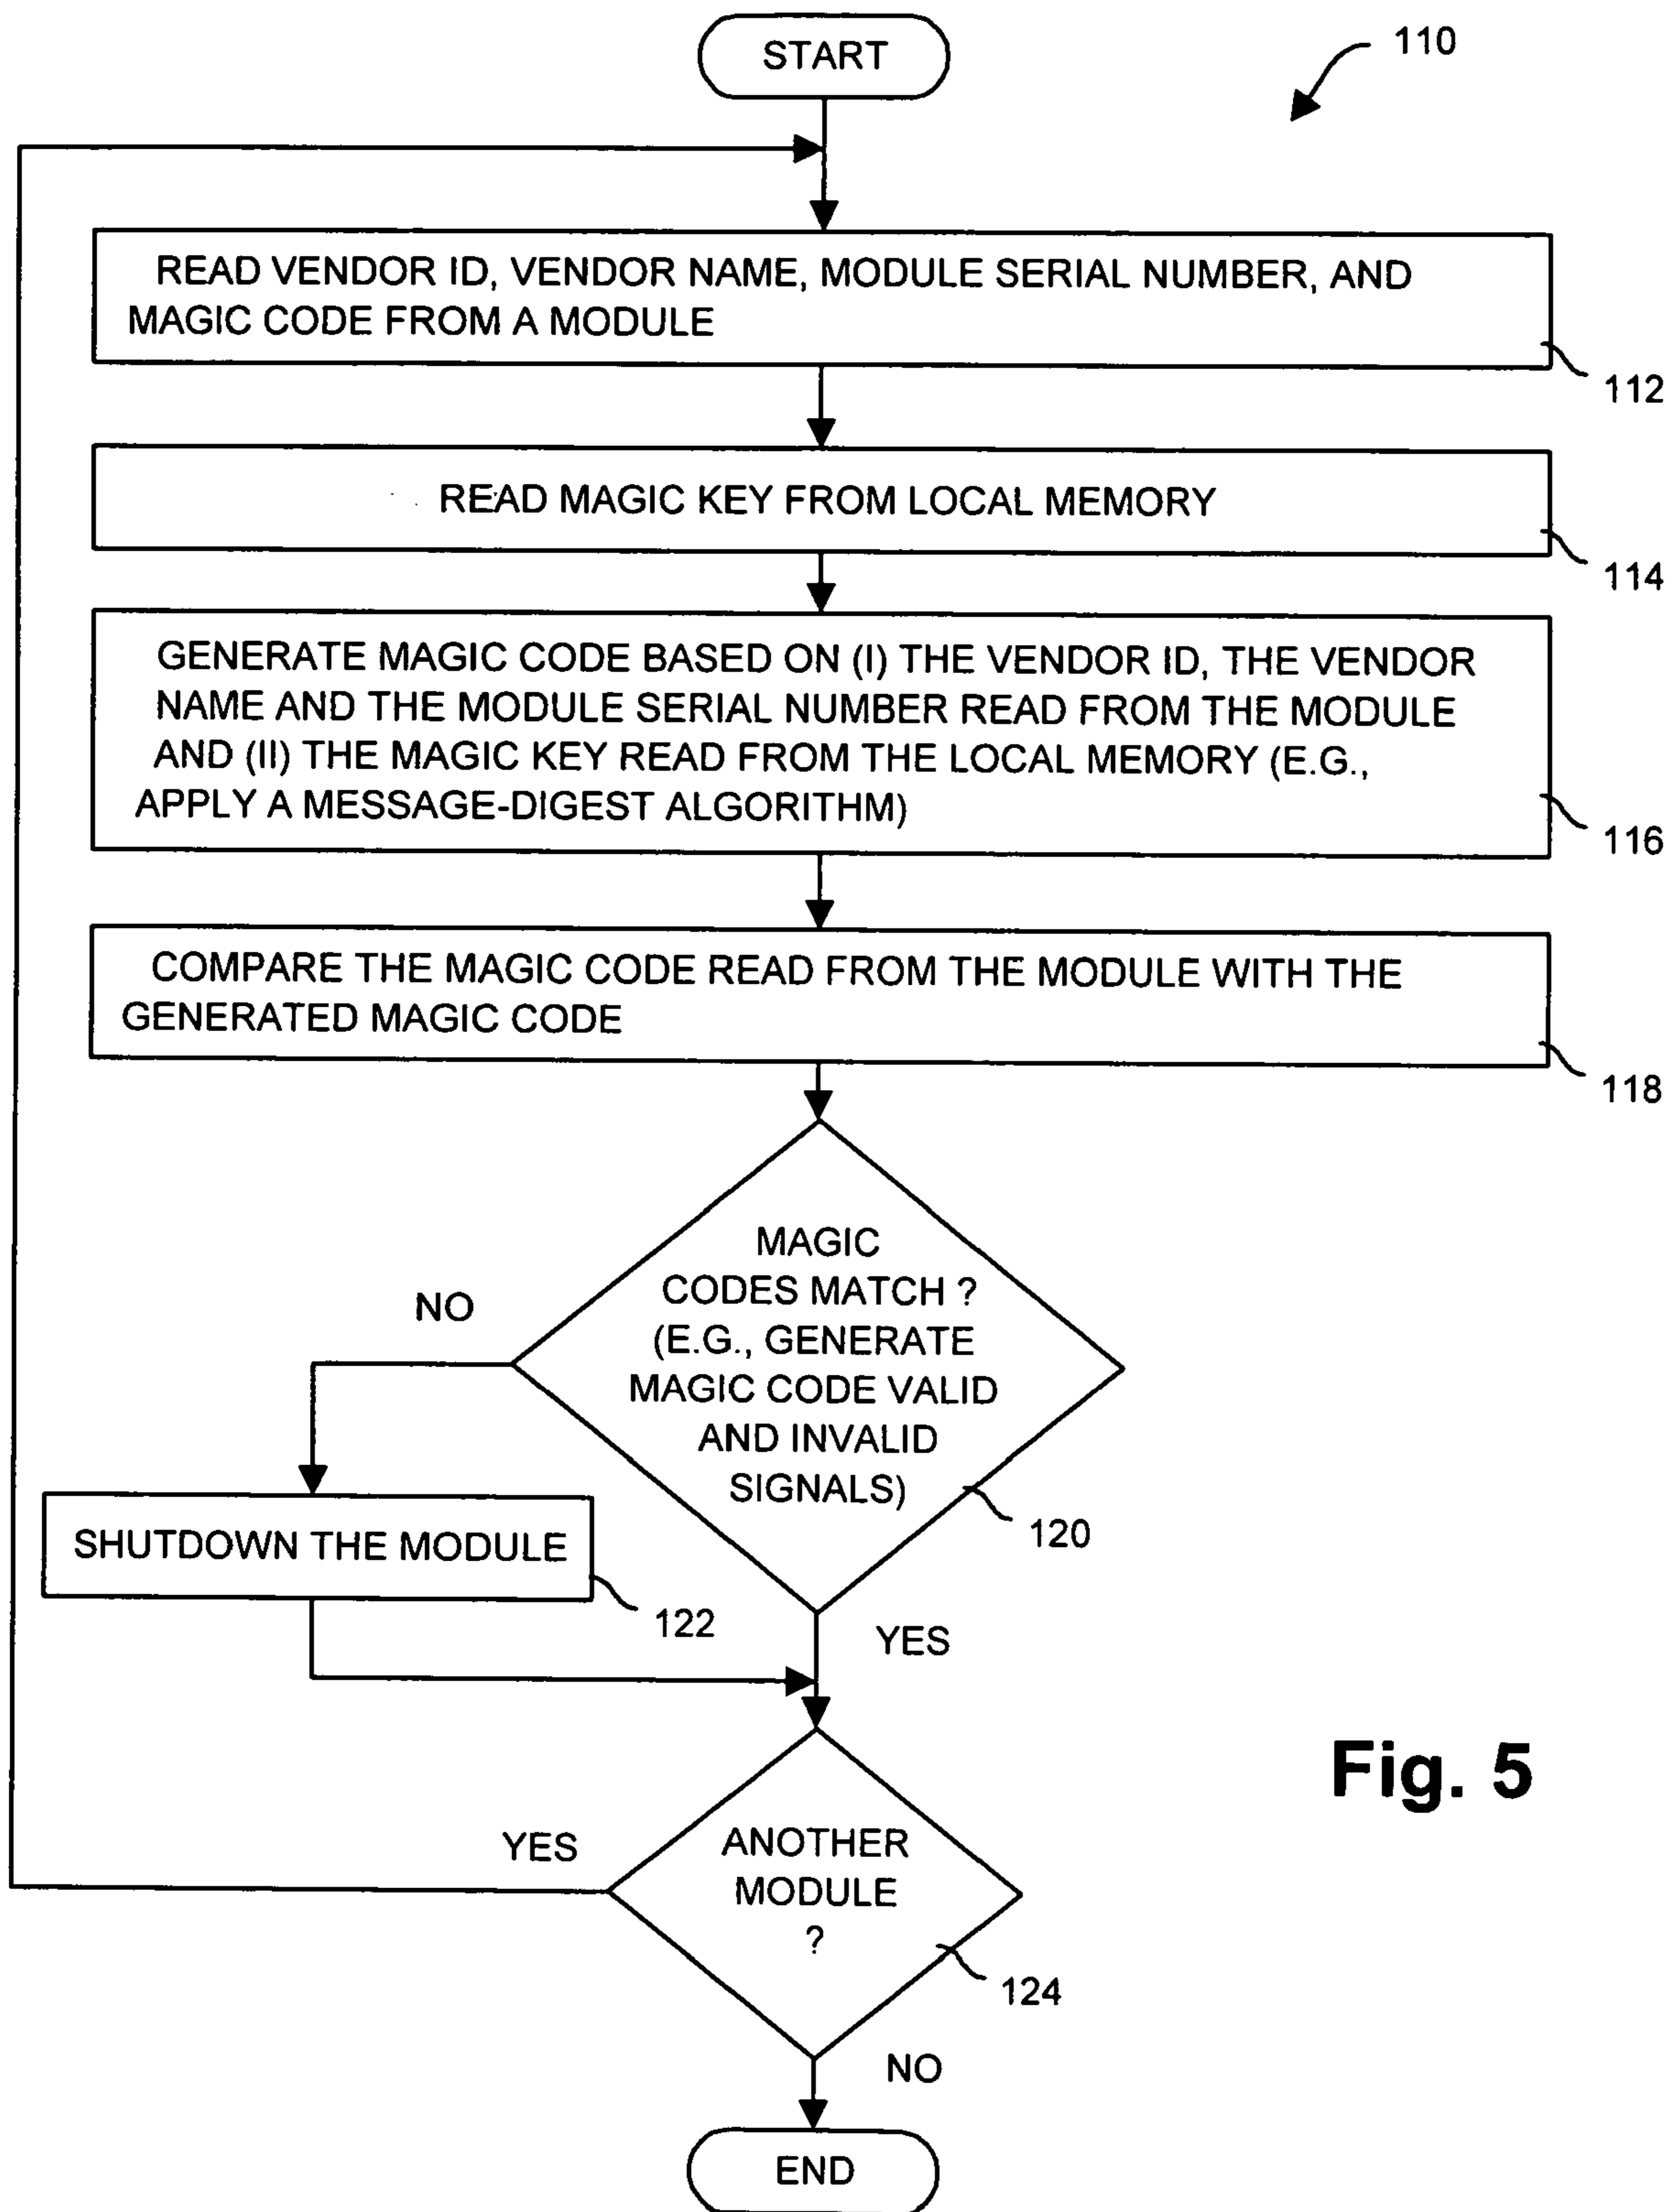 START
110
READ VENDOR ID, VENDOR NAME, MODULE SERIAL NUMBER, AND
MAGIC CODE FROM A MODULE
112
READ MAGIC KEY FROM LOCAL MEMORY
114
GENERATE MAGIC CODE BASED ON (I) THE VENDOR ID, THE VENDOR
NAME AND THE MODULE SERIAL NUMBER READ FROM THE MODULE
AND (II) THE MAGIC KEY READ FROM THE LOCAL MEMORY (E.G.,
APPLY A MESSAGE-DIGEST ALGORITHM)
116
COMPARE THE MAGIC CODE READ FROM THE MODULE WITH THE
GENERATED MAGIC CODE
118
MAGIC
CODES MATCH ?
(E.G., GENERATE
MAGIC CODE VALID
AND INVALID
SIGNALS)
NO
120
SHUTDOWN THE MODULE
122
YES
Fig. 5
YES
ANOTHER
MODULE
?
124
NO
END